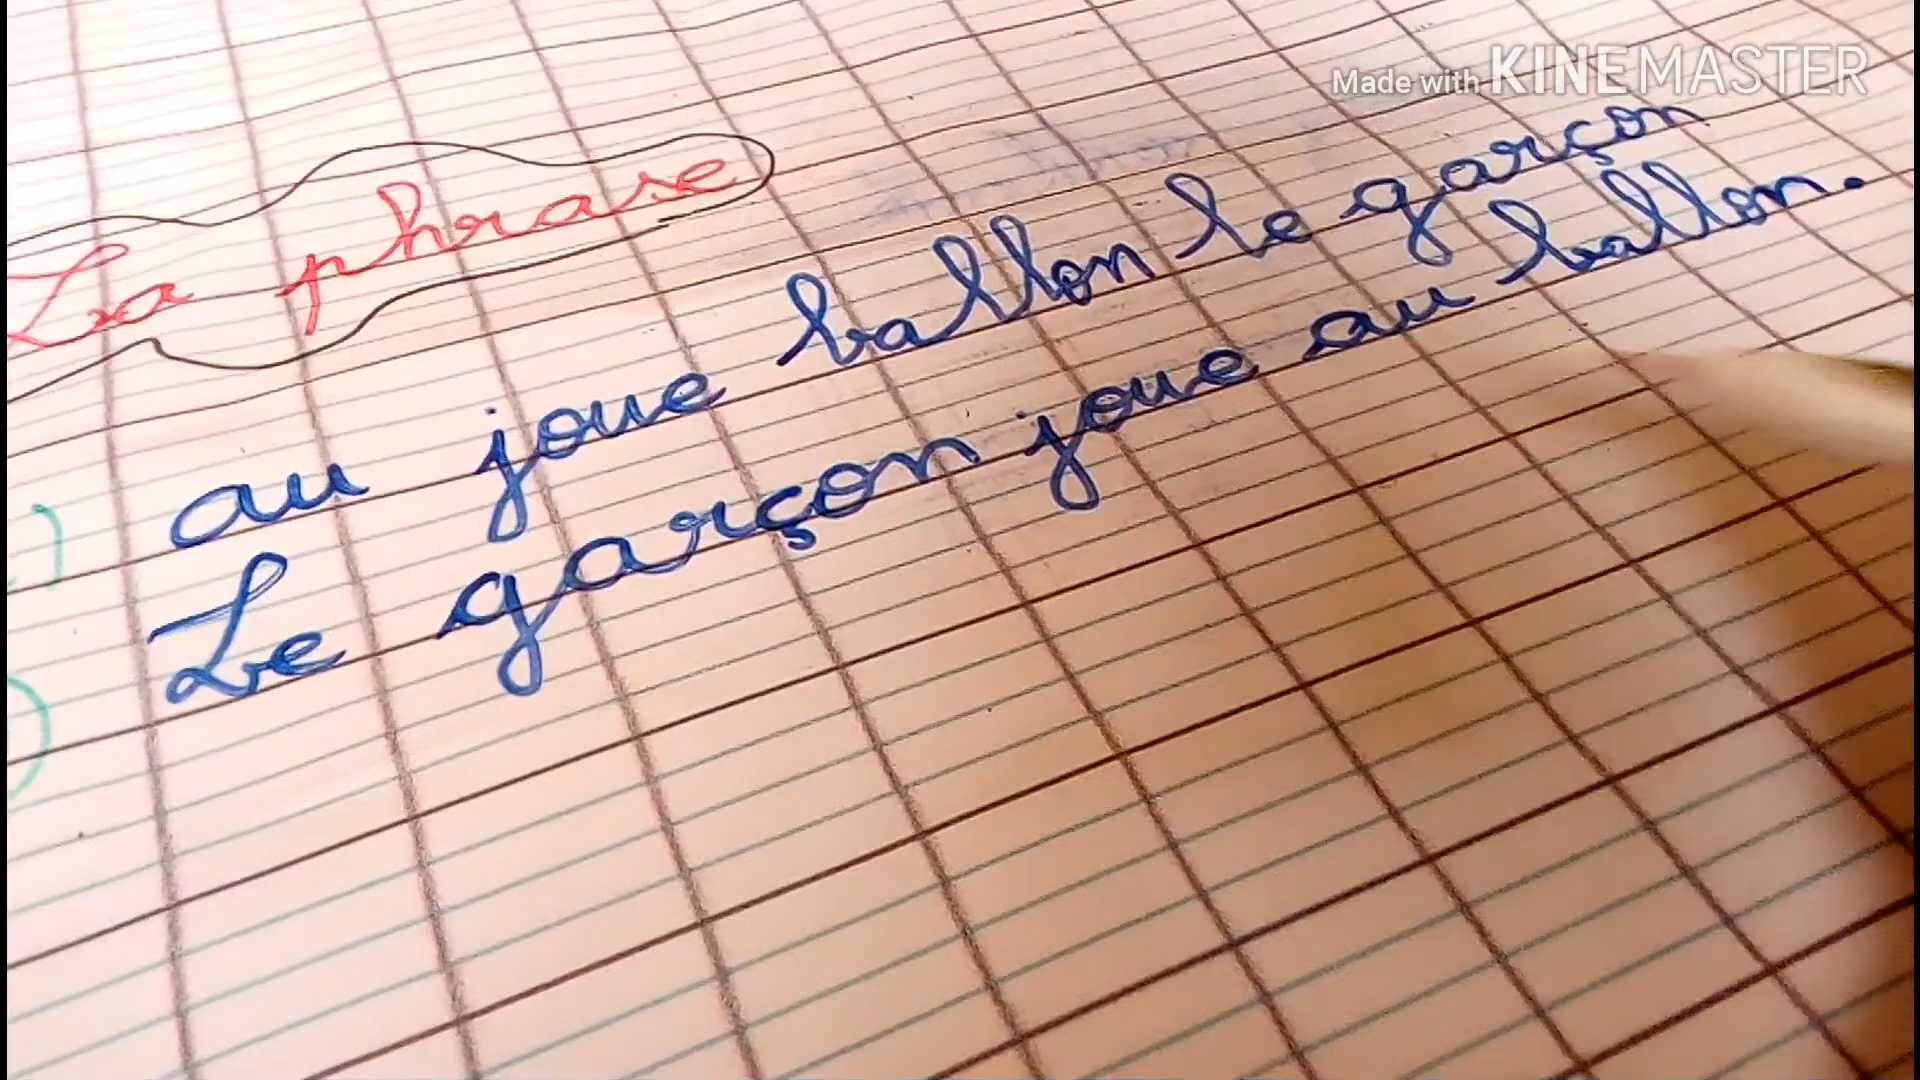 Made with KINEMASTER
La phrase
) au joue ballon le garçon
) Le garçon joue au ballon.